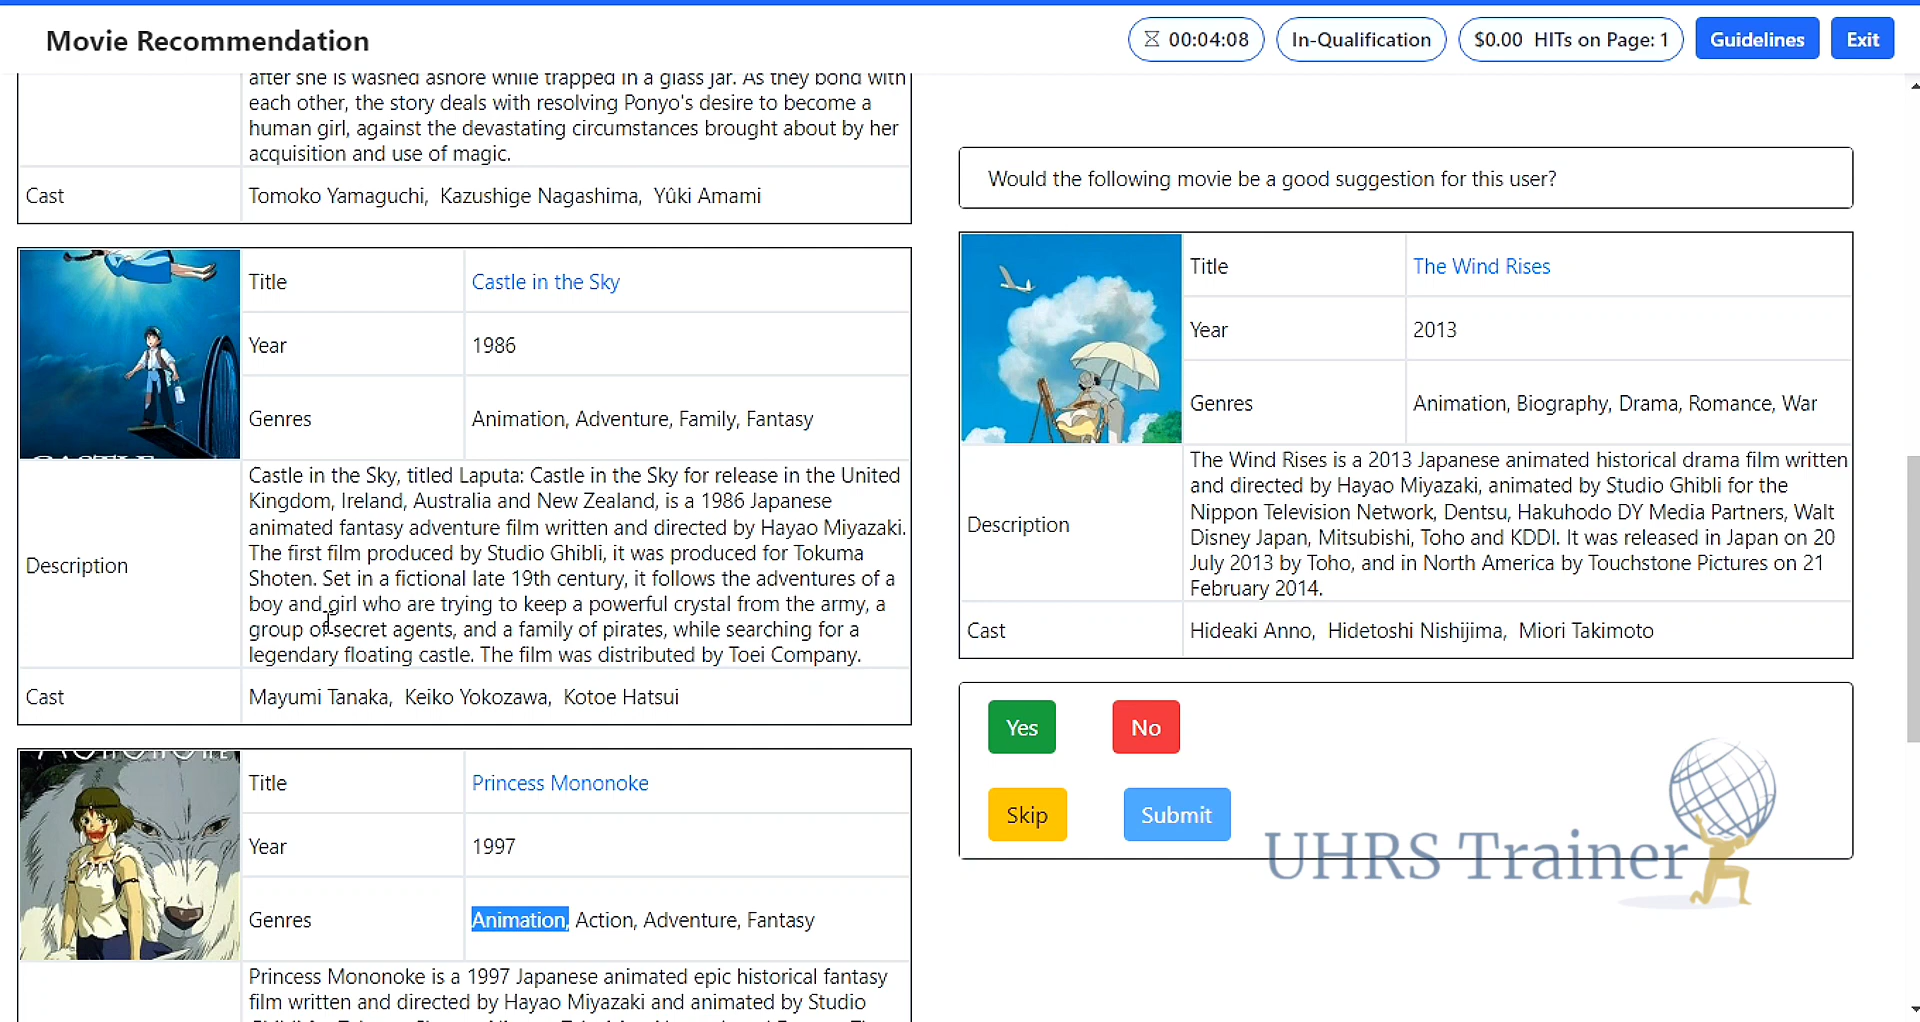 Movie Recommendation
00:04:08
In-Qualification
$0.00 HITs on Page: 1
Guidelines
Exit
after she is washed ashore while trapped in a glass jar. As they bond with
each other, the story deals with resolving Ponyo's desire to become a
human girl, against the devastating circumstances brought about by her
acquisition and use of magic.
Cast
Tomoko Yamaguchi, Kazushige Nagashima, Yûki Amami
Title
Castle in the Sky
Year
1986
Genres
Animation, Adventure, Family, Fantasy
Description
Castle in the Sky, titled Laputa: Castle in the Sky for release in the United
Kingdom, Ireland, Australia and New Zealand, is a 1986 Japanese
animated fantasy adventure film written and directed by Hayao Miyazaki.
The first film produced by Studio Ghibli, it was produced for Tokuma
Shoten. Set in a fictional late 19th century, it follows the adventures of a
boy and girl who are trying to keep a powerful crystal from the army, a
group of secret agents, and a family of pirates, while searching for a
legendary floating castle. The film was distributed by Toei Company.
Cast
Mayumi Tanaka, Keiko Yokozawa, Kotoe Hatsui
Title
Princess Mononoke
Year
1997
Genres
Animation, Action, Adventure, Fantasy
Princess Mononoke is a 1997 Japanese animated epic historical fantasy
film written and directed by Hayao Miyazaki and animated by Studio
Would the following movie be a good suggestion for this user?
Title
The Wind Rises
Year
2013
Genres
Animation, Biography, Drama, Romance, War
Description
The Wind Rises is a 2013 Japanese animated historical drama film written
and directed by Hayao Miyazaki, animated by Studio Ghibli for the
Nippon Television Network, Dentsu, Hakuhodo DY Media Partners, Walt
Disney Japan, Mitsubishi, Toho and KDDI. It was released in Japan on 20
July 2013 by Toho, and in North America by Touchstone Pictures on 21
February 2014.
Cast
Hideaki Anno, Hidetoshi Nishijima, Miori Takimoto
Yes
No
Skip
Submit
UHRS Trainer